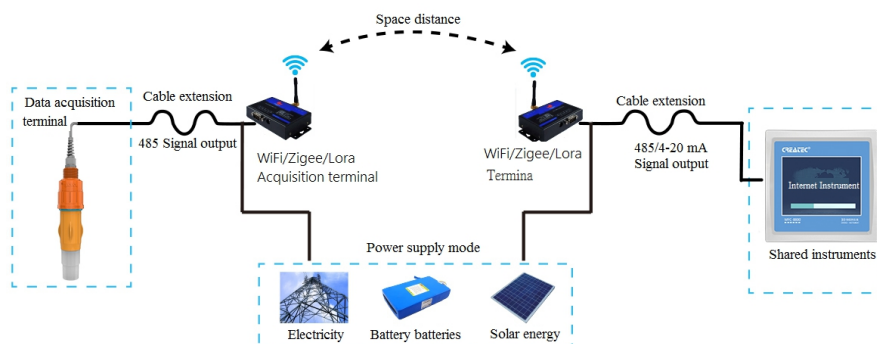 Space distance
Data acquisition
terminal
Cable extension
485 Signal output
WiFi/Zigee/Lora
Acquisition terminal
WiFi/Zigee/Lora
Termina
Cable extension
485/4-20 mA
Signal output
CREATEC
Internet Instrument
Shared instruments
Power supply mode
Electricity
Battery batteries
Solar energy